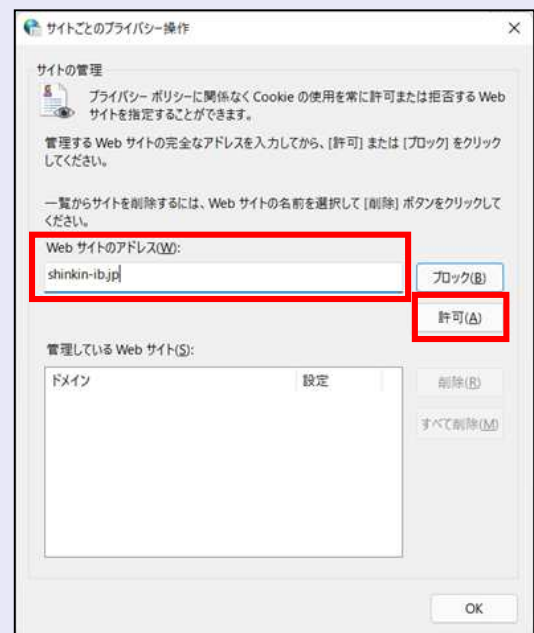 サイトごとのプライバシー操作
サイトの管理
プライバシー ポリシーに関係なく Cookie の使用を常に許可または拒否する Web
サイトを指定することができます。
管理する Web サイトの完全なアドレスを入力してから、[許可] または [ブロック] をクリック
してください。
一覧からサイトを削除するには、Web サイトの名前を選択して [削除] ボタンをクリックして
ください。
Web サイトのアドレス(W):
shinkin-ib.jp
ブロック(B)
許可(A)
管理している Web サイト(S):
ドメイン 設定
削除(R)
すべて削除(M)
OK